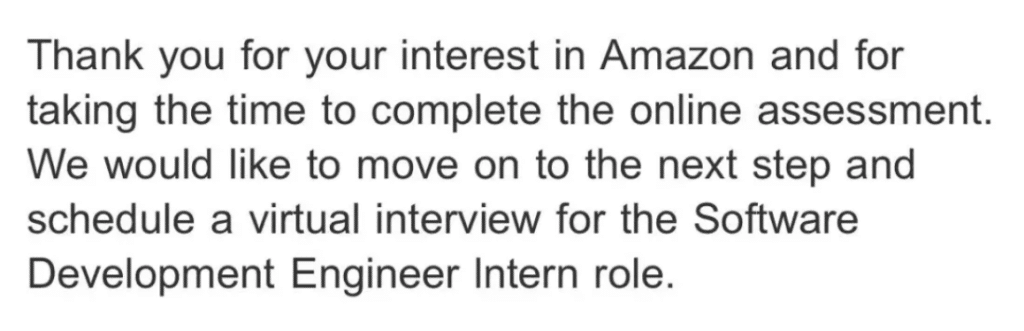 Thank you for your interest in Amazon and for
taking the time to complete the online assessment.
We would like to move on to the next step and
schedule a virtual interview for the Software
Development Engineer Intern role.